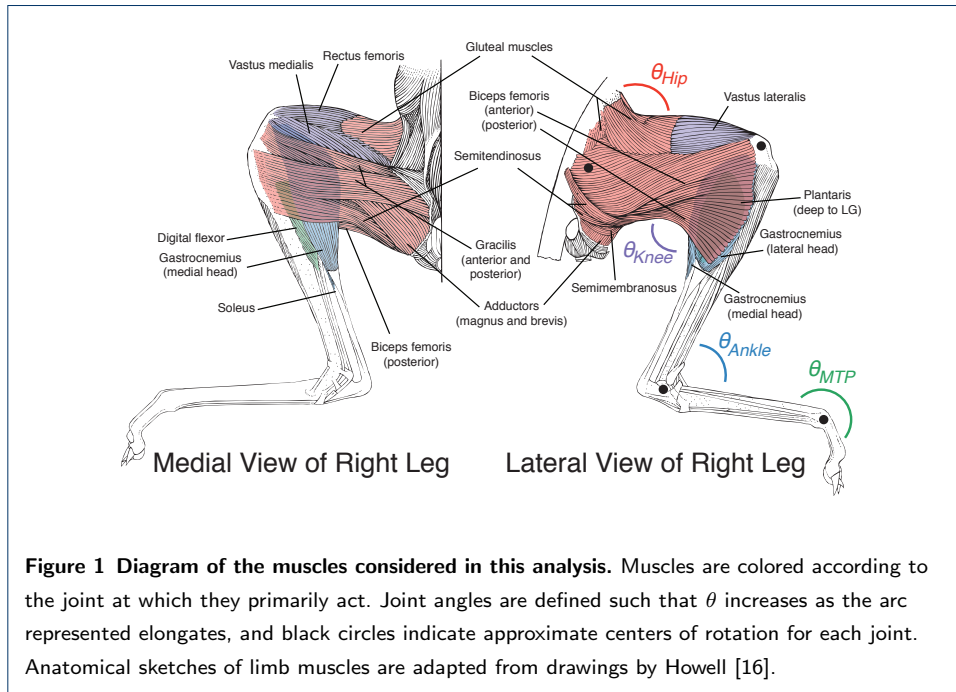 Gluteal muscles
Rectus femoris
Vastus medialis
θHip
Biceps femoris
(anterior)
(posterior)
Vastus lateralis
Semitendinosus
Plantaris
(deep to LG)
Digital flexor
Gastrocnemius
(medial head)
Gracilis
(anterior and
posterior)
θKnee
Gastrocnemius
(lateral head)
Semimembranosus
Soleus
Adductors
(magnus and brevis)
Gastrocnemius
(medial head)
Biceps femoris
(posterior)
θAnkle
θMTP
Medial View of Right Leg
Lateral View of Right Leg
Figure 1 Diagram of the muscles considered in this analysis. Muscles are colored according to
the joint at which they primarily act. Joint angles are defined such that θ increases as the arc
represented elongates, and black circles indicate approximate centers of rotation for each joint.
Anatomical sketches of limb muscles are adapted from drawings by Howell [16].